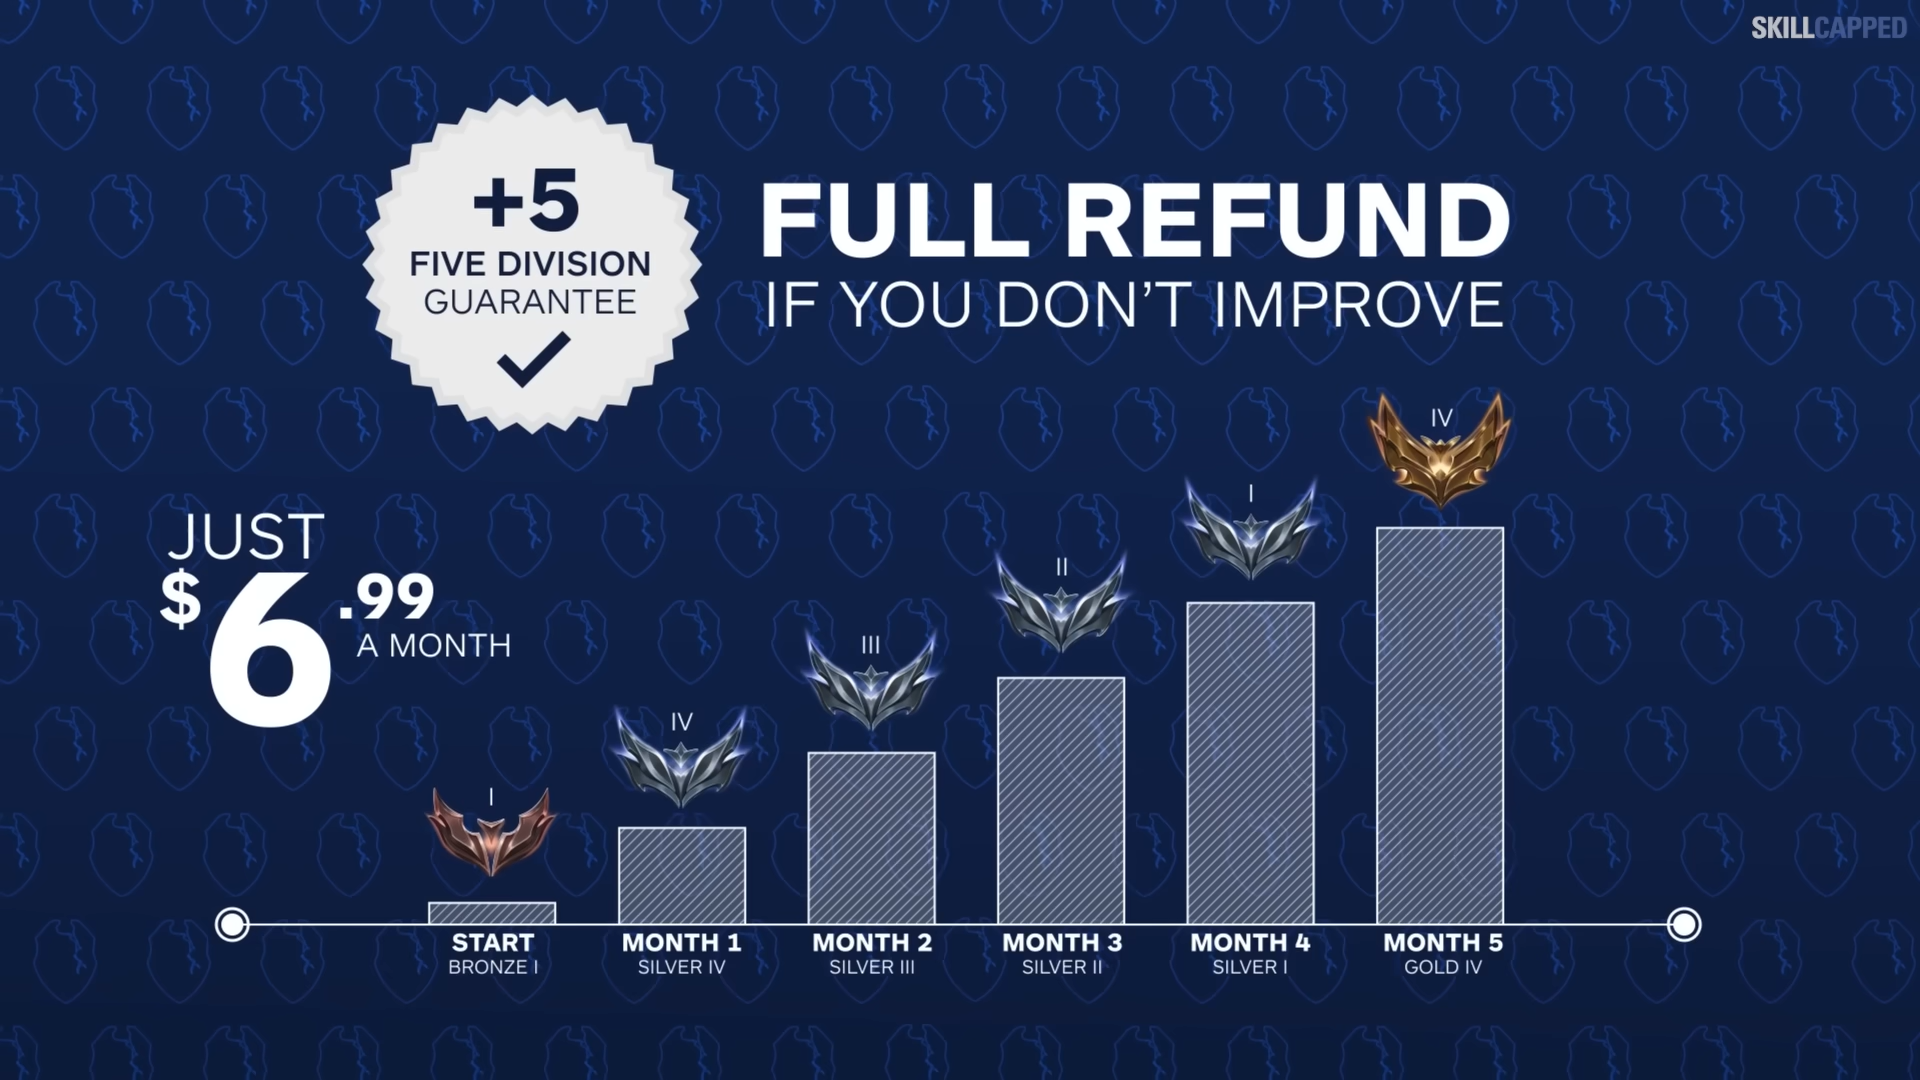 SKILLCAPPED
+5
FIVE DIVISION
GUARANTEE
FULL REFUND
IF YOU DON'T IMPROVE
JUST
$6.99
A MONTH
I
IV
III
II
I
IV
START
BRONZE I
MONTH 1
SILVER IV
MONTH 2
SILVER III
MONTH 3
SILVER II
MONTH 4
SILVER I
MONTH 5
GOLD IV